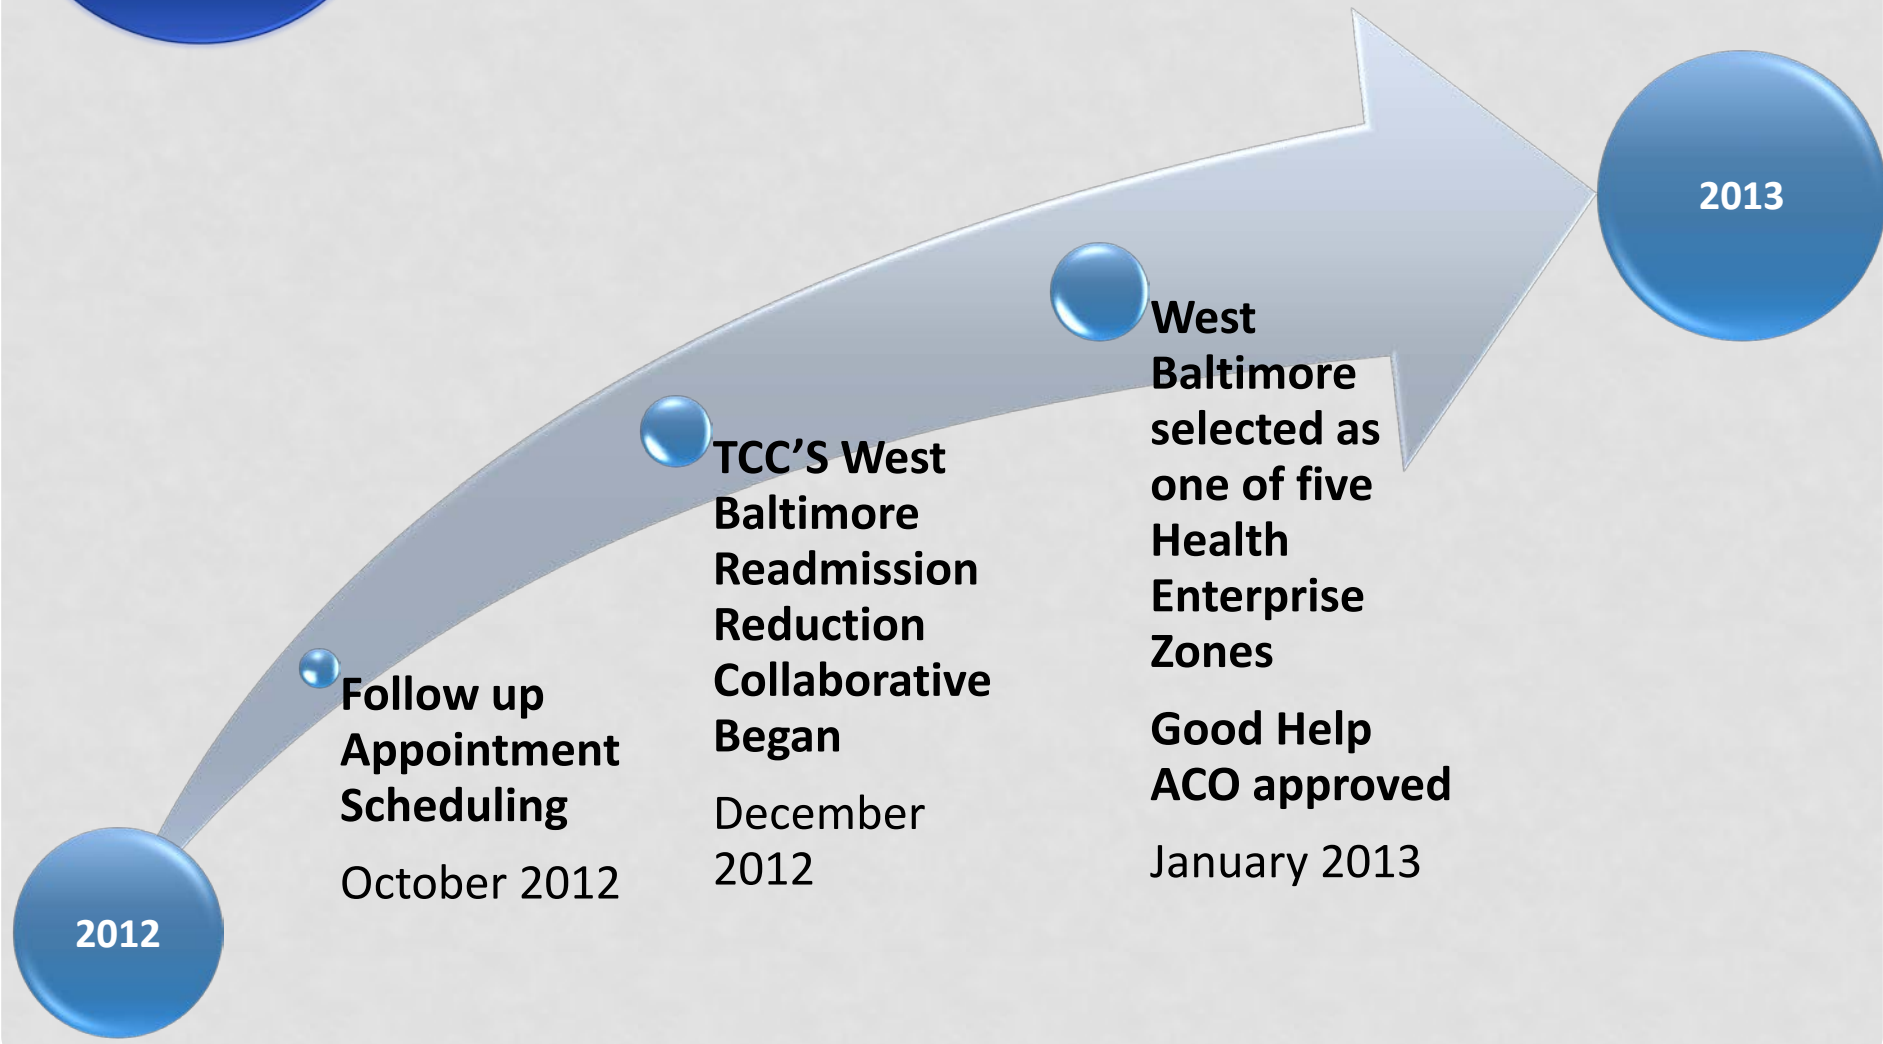 2012
Follow up
Appointment
Scheduling
October 2012
TCC’S West
Baltimore
Readmission
Reduction
Collaborative
Began
December
2012
West
Baltimore
selected as
one of five
Health
Enterprise
Zones
Good Help
ACO approved
January 2013
2013